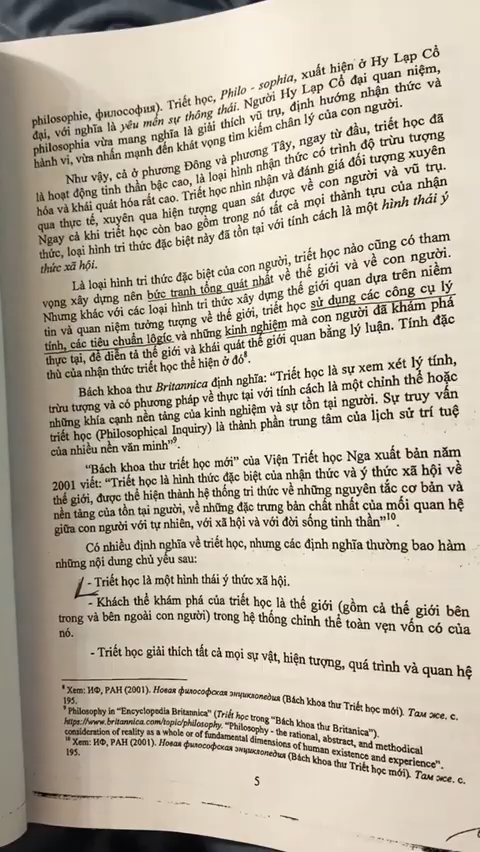 philosophie, философия). Triết học, Philo - sophia, xuất hiện ở Hy Lạp Cổ
đại, với nghĩa là yêu mến sự thông thái. Người Hy Lạp Cổ đại quan niệm,
philosophia vừa mang nghĩa là giải thích vũ trụ, định hướng nhận thức và
hành vi, vừa nhấn mạnh đến khát vọng tìm kiếm chân lý của con người.
Như vậy, cả ở phương Đông và phương Tây, ngay từ đầu, triết học đã
là hoạt động tinh thần bậc cao, là loại hình nhận thức có trình độ trừu tượng
hóa và khái quát hóa rất cao. Triết học nhìn nhận và đánh giá đối tượng xuyên
qua thực tế, xuyên qua hiện tượng quan sát được về con người và vũ trụ.
Ngay cả khi triết học còn bao gồm trong nó tất cả mọi thành tựu của nhận
thức, loại hình tri thức đặc biệt này đã tồn tại với tính cách là một hình thái ý
thức xã hội.
Là loại hình tri thức đặc biệt của con người, triết học nào cũng có tham
vọng xây dựng nên bức tranh tổng quát nhất về thế giới và về con người.
Nhưng khác với các loại hình tri thức xây dựng thế giới quan dựa trên niềm
tin và quan niệm tưởng tượng về thế giới, triết học sử dụng các công cụ lý
tính, các tiêu chuẩn lôgíc và những kinh nghiệm mà con người đã khám phá
thực tại, để diễn tả thế giới và khái quát thế giới quan bằng lý luận. Tính đặc
thù của nhận thức triết học thể hiện ở đó⁸.
Bách khoa thư Britannica định nghĩa: “Triết học là sự xem xét lý tính,
trừu tượng và có phương pháp về thực tại với tính cách là một chỉnh thể hoặc
những khía cạnh nền tảng của kinh nghiệm và sự tồn tại người. Sự truy vấn
triết học (Philosophical Inquiry) là thành phần trung tâm của lịch sử trí tuệ
của nhiều nền văn minh”⁹.
“Bách khoa thư triết học mới” của Viện Triết học Nga xuất bản năm
2001 viết: “Triết học là hình thức đặc biệt của nhận thức và ý thức xã hội về
thế giới, được thể hiện thành hệ thống tri thức về những nguyên tắc cơ bản và
nền tảng của tồn tại người, về những đặc trưng bản chất nhất của mối quan hệ
giữa con người với tự nhiên, với xã hội và với đời sống tinh thần”¹⁰.
Có nhiều định nghĩa về triết học, nhưng các định nghĩa thường bao hàm
những nội dung chủ yếu sau:
- Triết học là một hình thái ý thức xã hội.
- Khách thể khám phá của triết học là thế giới (gồm cả thế giới bên
trong và bên ngoài con người) trong hệ thống chỉnh thể toàn vẹn vốn có của
nó.
- Triết học giải thích tất cả mọi sự vật, hiện tượng, quá trình và quan hệ
⁸ Xem: ИФ, РАН (2001). Новая философская энциклопедия (Bách khoa thư Triết học mới). Там же. c.
195.
⁹ Philosophy in “Encyclopedia Britannica” (Triết học trong “Bách khoa thư Britanica”).
https://www.britannica.com/topic/philosophy. “Philosophy - the rational, abstract, and methodical
consideration of reality as a whole or of fundamental dimensions of human existence and experience”.
¹⁰ Xem: ИФ, РАН (2001). Новая философская энциклопедия (Bách khoa thư Triết học mới). Там же. c.
195.
5